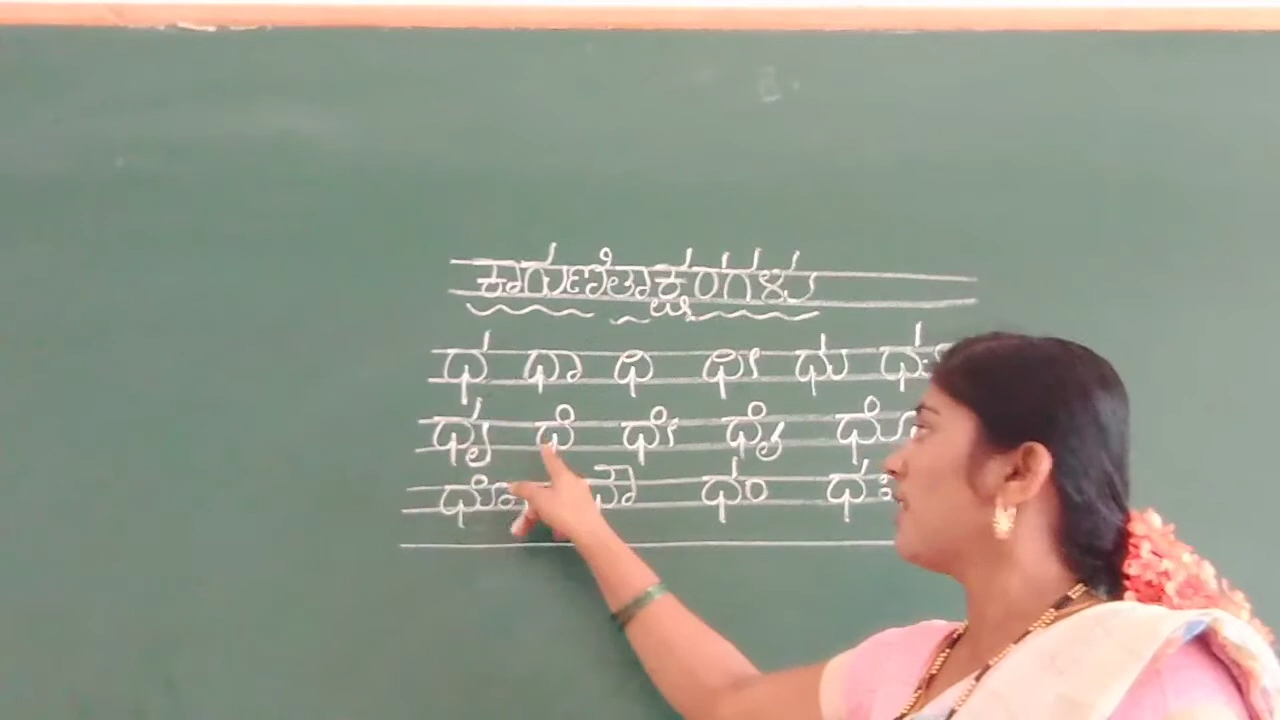 ಕಾಗುಣಿತಾಕ್ಷರಗಳು
ಧ ಧಾ ಧಿ ಧೀ ಧು ಧೂ
ಧೃ ಧೆ ಧೇ ಧೈ ಧೊ
ಧೋ ಧೌ ಧಂ ಧಃ